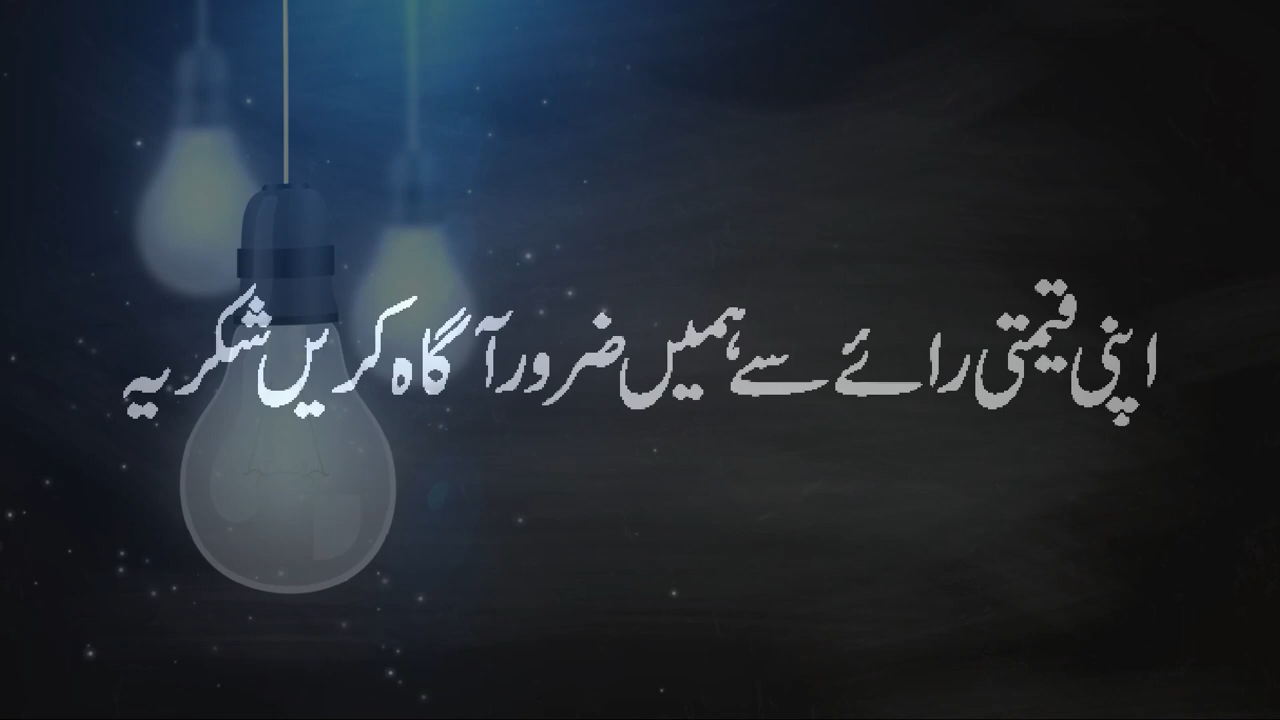 اپنی قیمتی رائے سے ہمیں ضرور آگاہ کریں شکریہ